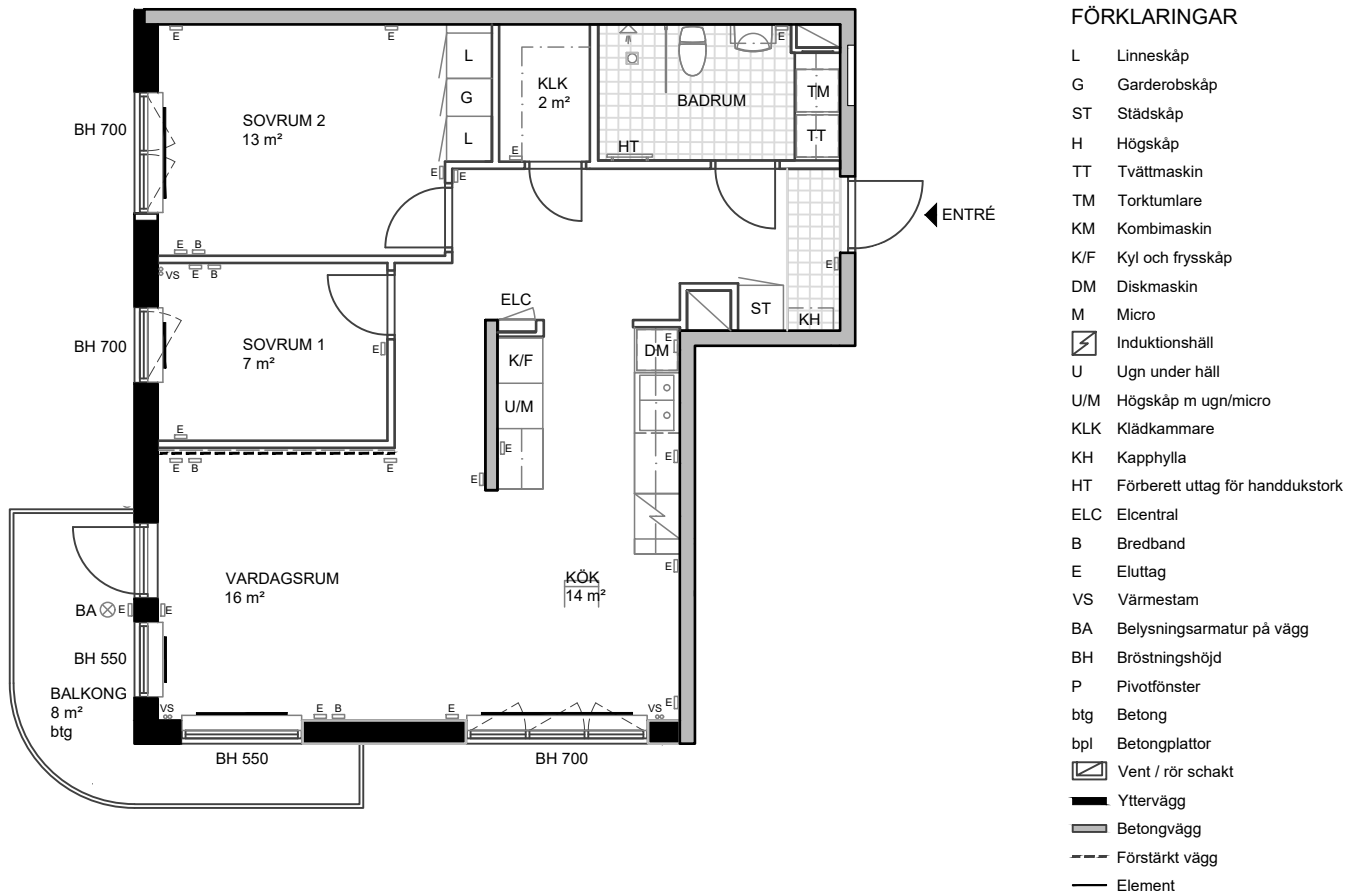 E
E
E
L
G
L
KLK
2 m²
BADRUM
TM
TT
HT
E
SOVRUM 2
13 m²
BH 700
E
E
ENTRÉ
E
E B
VS E B
ELC
ST
KH
BH 700
SOVRUM 1
7 m²
E
K/F
U/M
DM
E
E
E
E B
E
E
E
E
VARDAGSRUM
16 m²
KÖK
14 m²
BA
E
E
BH 550
BALKONG
8 m²
btg
VS
E B
E
VS
E
BH 550
BH 700
FÖRKLARINGAR
L Linneskåp
G Garderobskåp
ST Städskåp
H Högskåp
TT Tvättmaskin
TM Torktumlare
KM Kombimaskin
K/F Kyl och frysskåp
DM Diskmaskin
M Micro
Induktionshäll
U Ugn under häll
U/M Högskåp m ugn/micro
KLK Klädkammare
KH Kapphylla
HT Förberett uttag för handdukstork
ELC Elcentral
B Bredband
E Eluttag
VS Värmestam
BA Belysningsarmatur på vägg
BH Bröstningshöjd
P Pivotfönster
btg Betong
bpl Betongplattor
Vent / rör schakt
Yttervägg
Betongvägg
Förstärkt vägg
Element